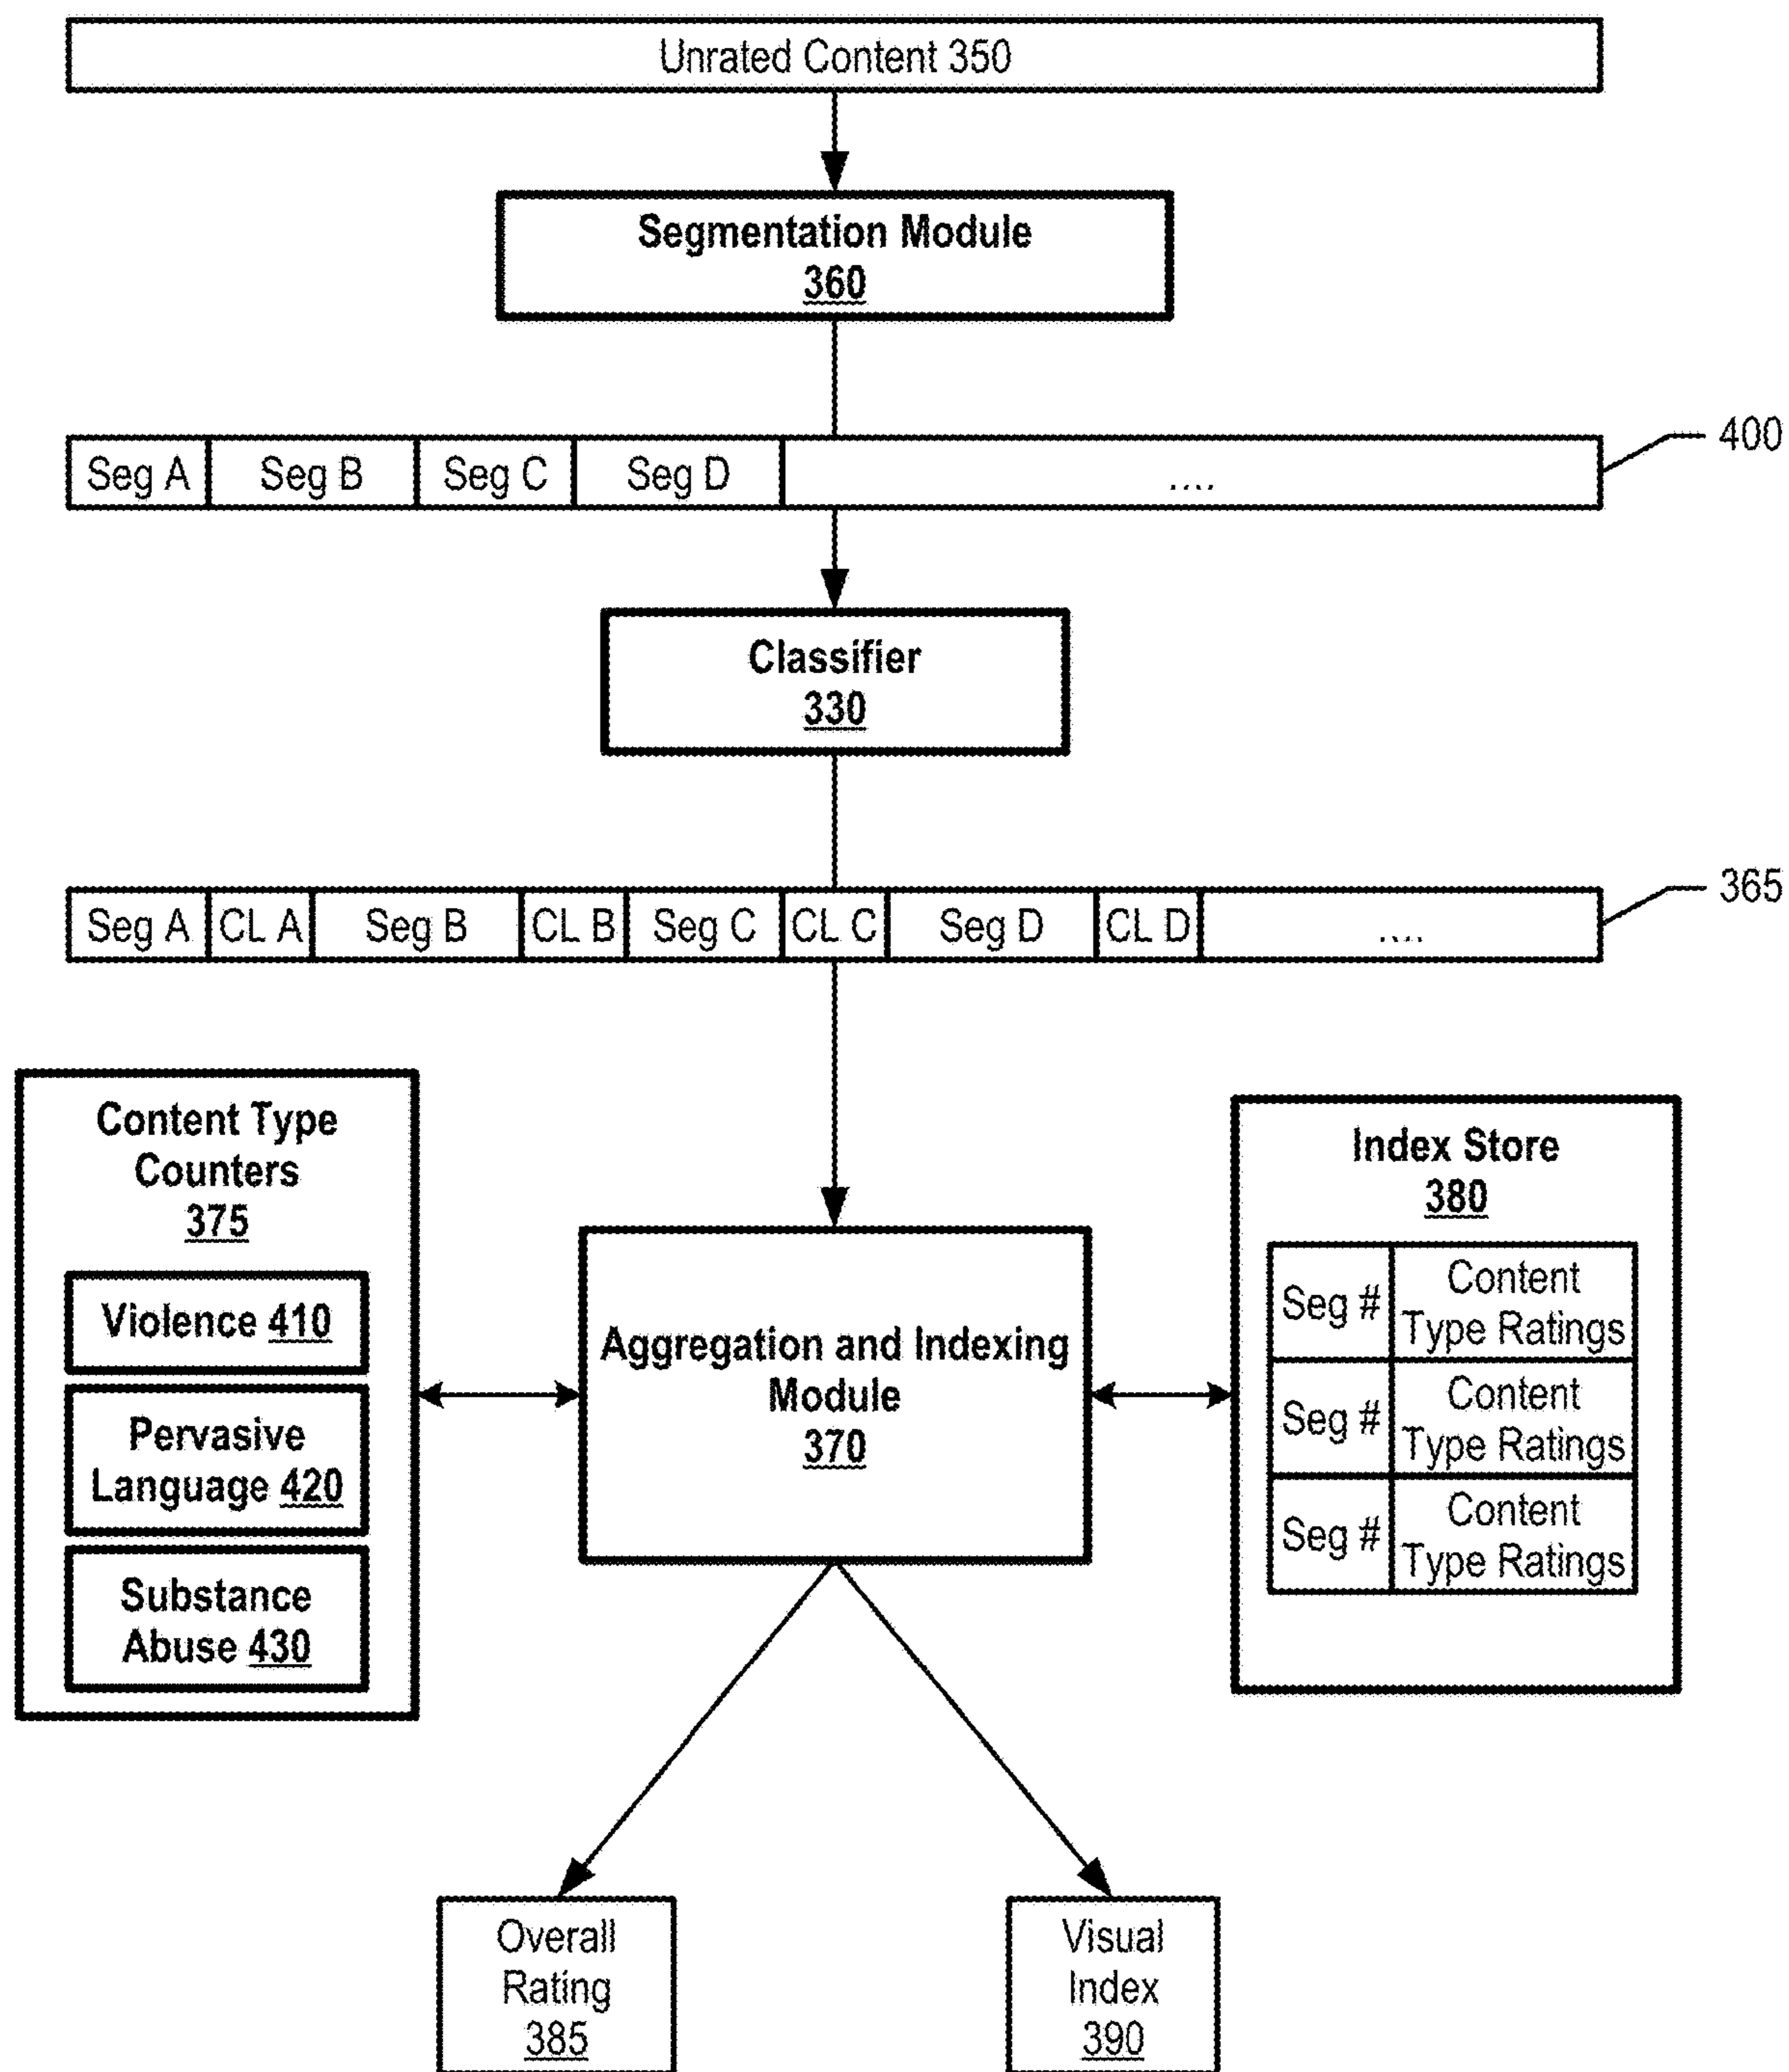 Unrated Content 350
Segmentation Module
360
Seg A Seg B Seg C Seg D ....
400
Classifier
330
Seg A CL A Seg B CL B Seg C CL C Seg D CL D ....
365
Content Type
Counters
375
Violence 410
Pervasive
Language 420
Substance
Abuse 430
Aggregation and Indexing
Module
370
Index Store
380
Seg # Content
Type Ratings
Seg # Content
Type Ratings
Seg # Content
Type Ratings
Overall
Rating
385
Visual
Index
390